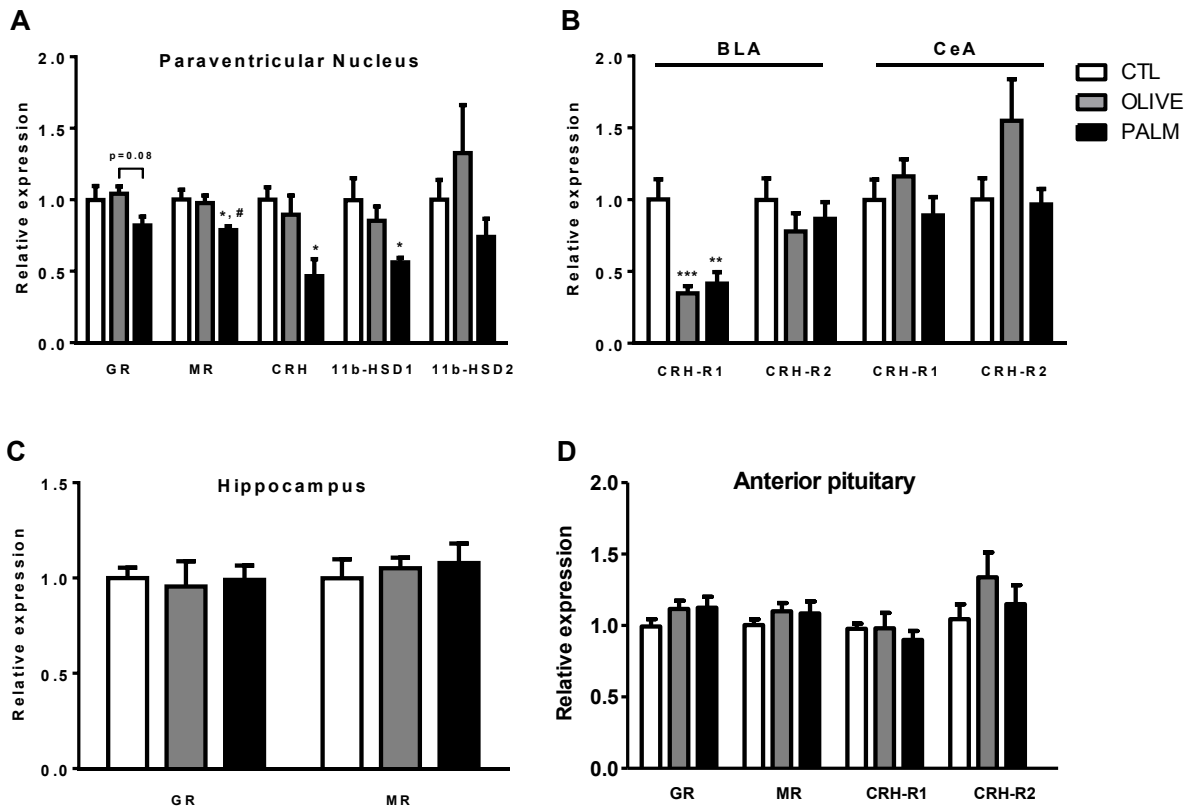 A
Paraventricular Nucleus
Relative expression
2.0
1.5
1.0
0.5
0.0
p=0.08
*, #
*
*
GR MR CRH 11b-HSD1 11b-HSD2
B
BLA CeA
Relative expression
2.0
1.5
1.0
0.5
0.0
***
**
CRH-R1 CRH-R2 CRH-R1 CRH-R2
CTL
OLIVE
PALM
C
Hippocampus
Relative expression
1.5
1.0
0.5
0.0
GR MR
D
Anterior pituitary
Relative expression
2.0
1.5
1.0
0.5
0.0
GR MR CRH-R1 CRH-R2